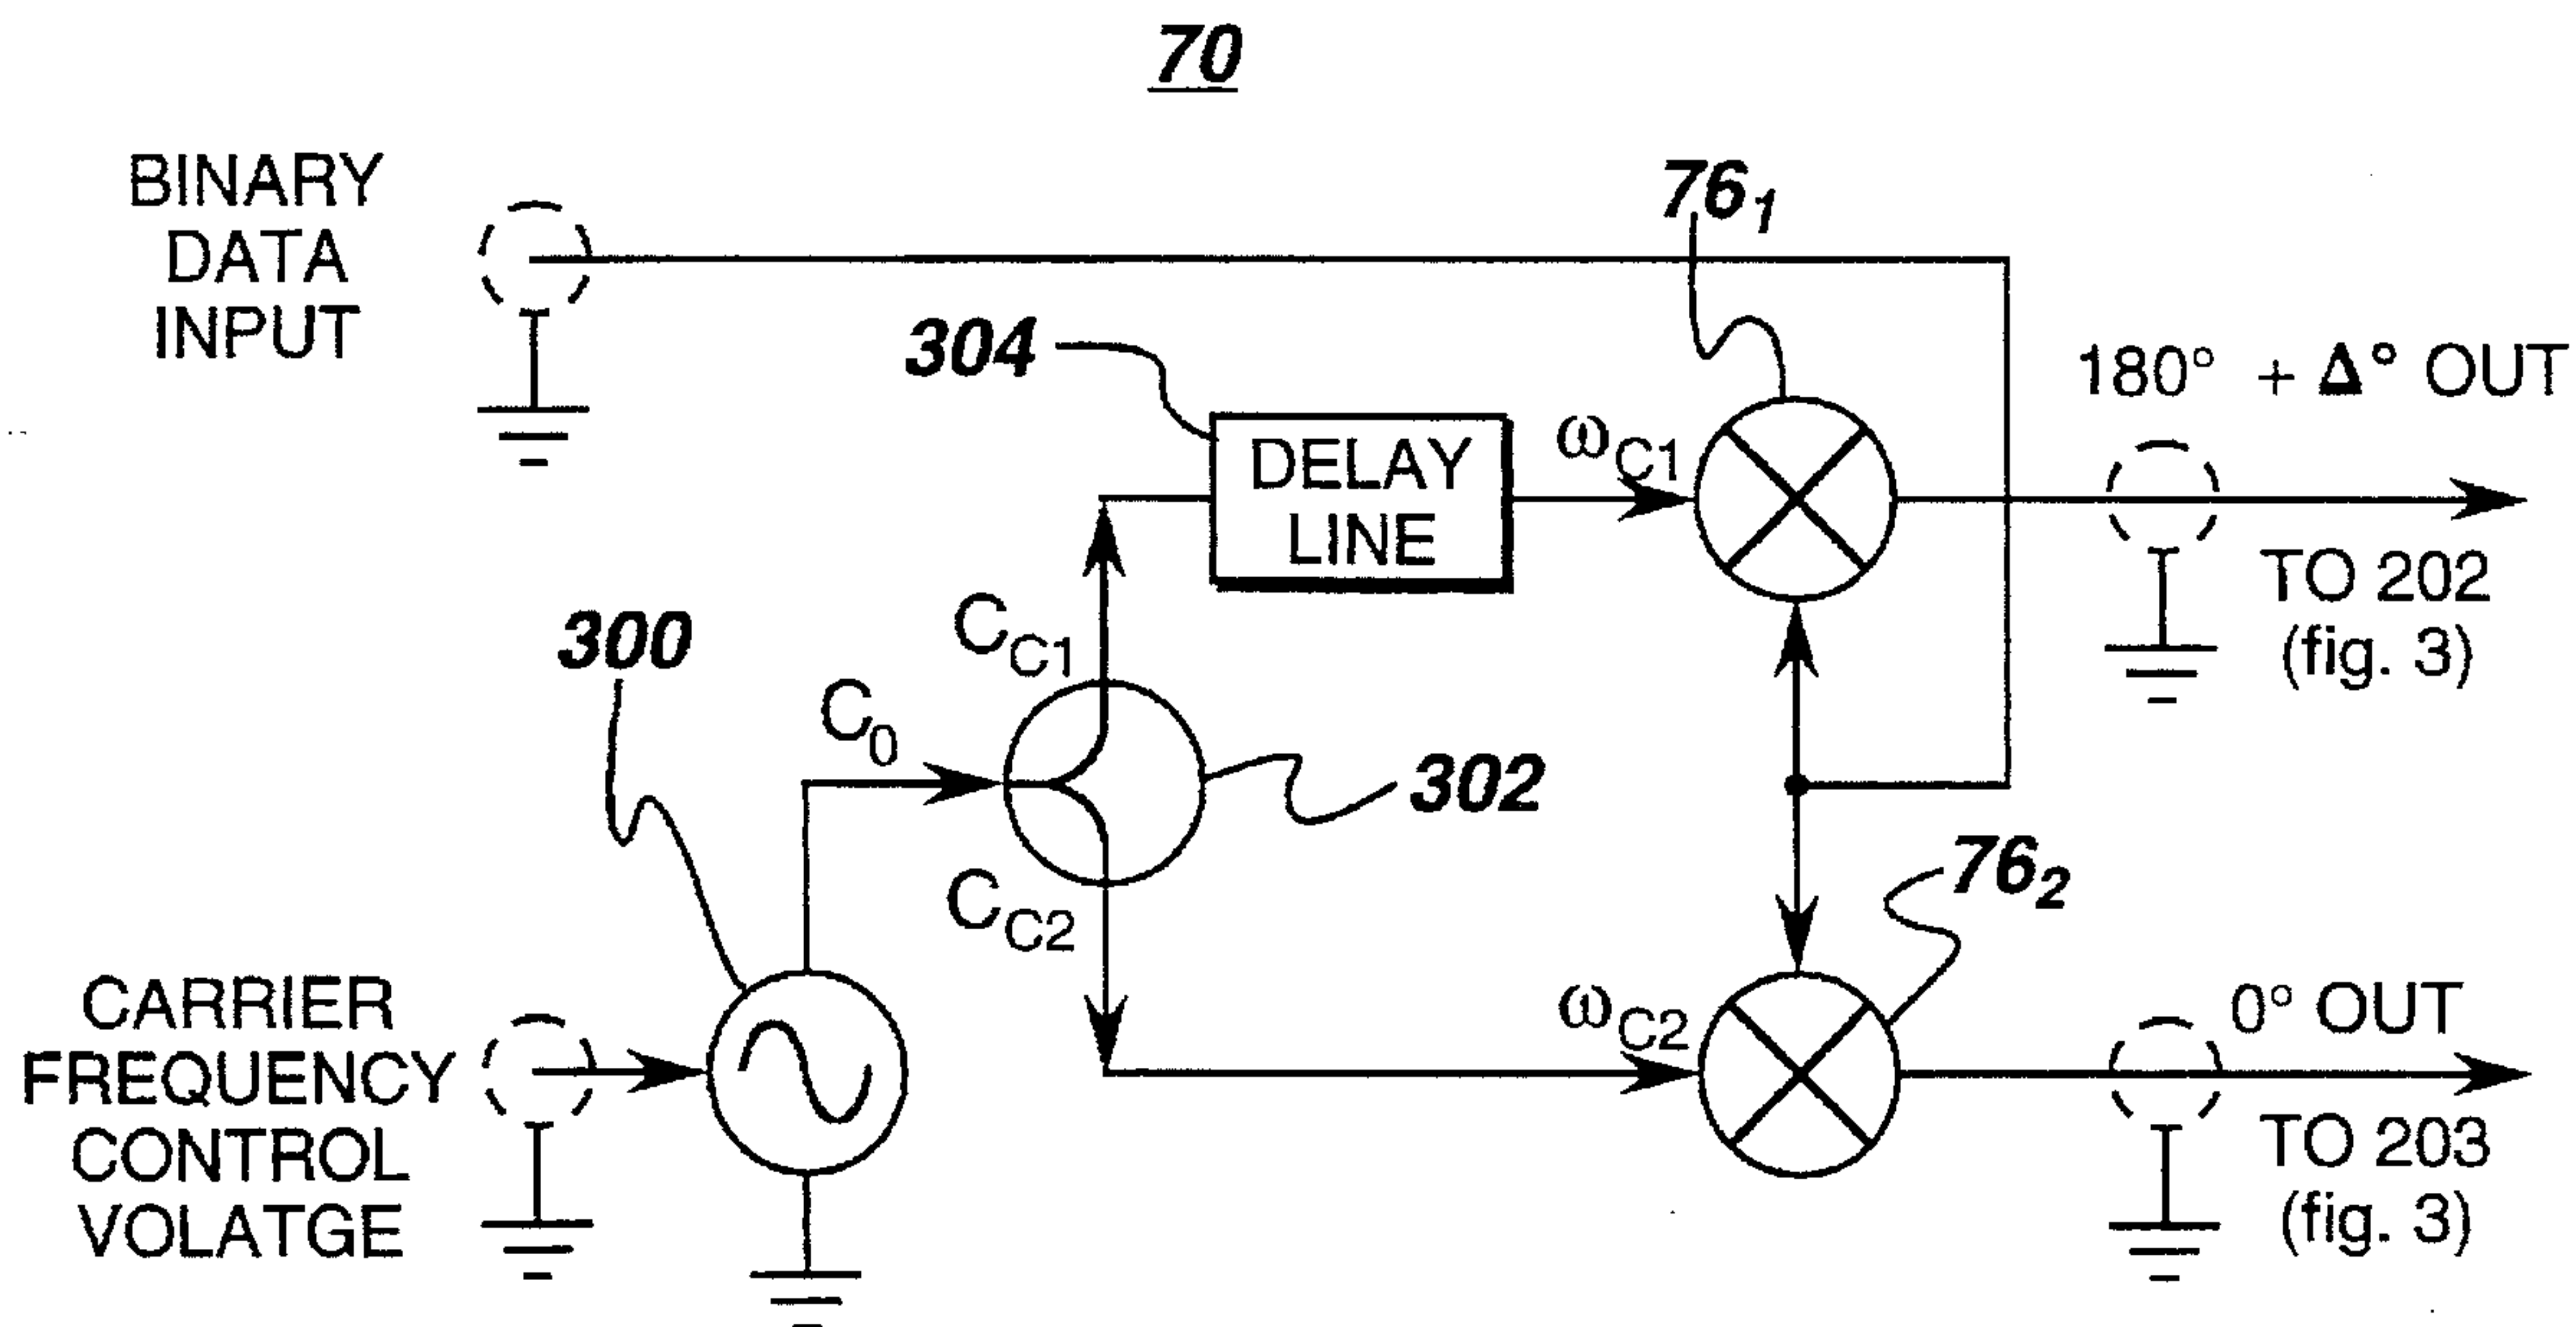 70
BINARY
DATA
INPUT
76₁
304
DELAY
LINE
ω_C1
180° + Δ° OUT
TO 202
(fig. 3)
300
C_C1
C₀
302
C_C2
76₂
ω_C2
0° OUT
TO 203
(fig. 3)
CARRIER
FREQUENCY
CONTROL
VOLATGE